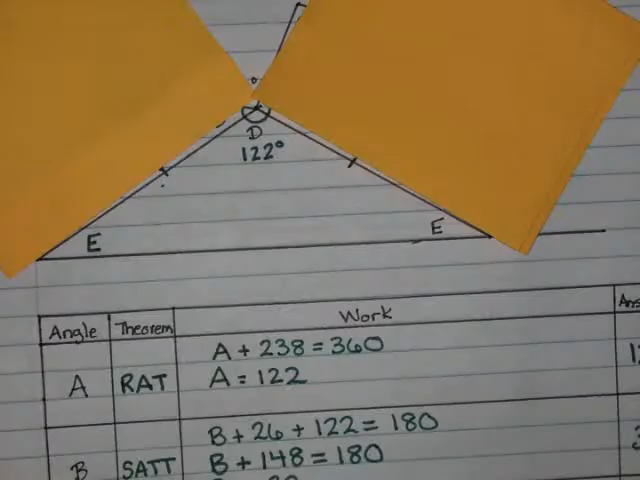 D
122°
E E
Angle Theorem Work
A + 238 = 360
A RAT A = 122
B + 26 + 122 = 180
B SATT B + 148 = 180